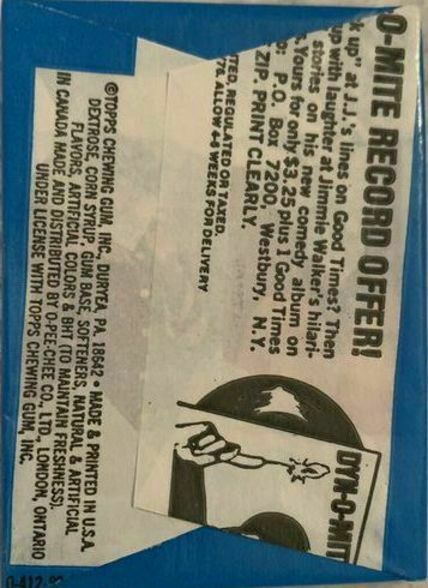 O-MITE RECORD OFFER!
k up" at J.J.'s lines on Good Times? Then
up with laughter at Jimmie Walker's hilari-
stories on his new comedy album on
Yours for only $3.25 plus 1 Good Times
P.O. Box 7200, Westbury, N.Y.
ZIP. PRINT CLEARLY.
TED, REGULATED OR TAXED.
76. ALLOW 4-6 WEEKS FOR DELIVERY
DYN-O-MIT
©TOPPS CHEWING GUM, INC., DURYEA, PA. 18642 • MADE & PRINTED IN U.S.A.
DEXTROSE, CORN SYRUP, GUM BASE, SOFTENERS, NATURAL & ARTIFICIAL
FLAVORS, ARTIFICIAL COLORS & BHT (TO MAINTAIN FRESHNESS).
IN CANADA MADE AND DISTRIBUTED BY O-PEE-CHEE CO. LTD., LONDON, ONTARIO
UNDER LICENSE WITH TOPPS CHEWING GUM, INC.
0-412-